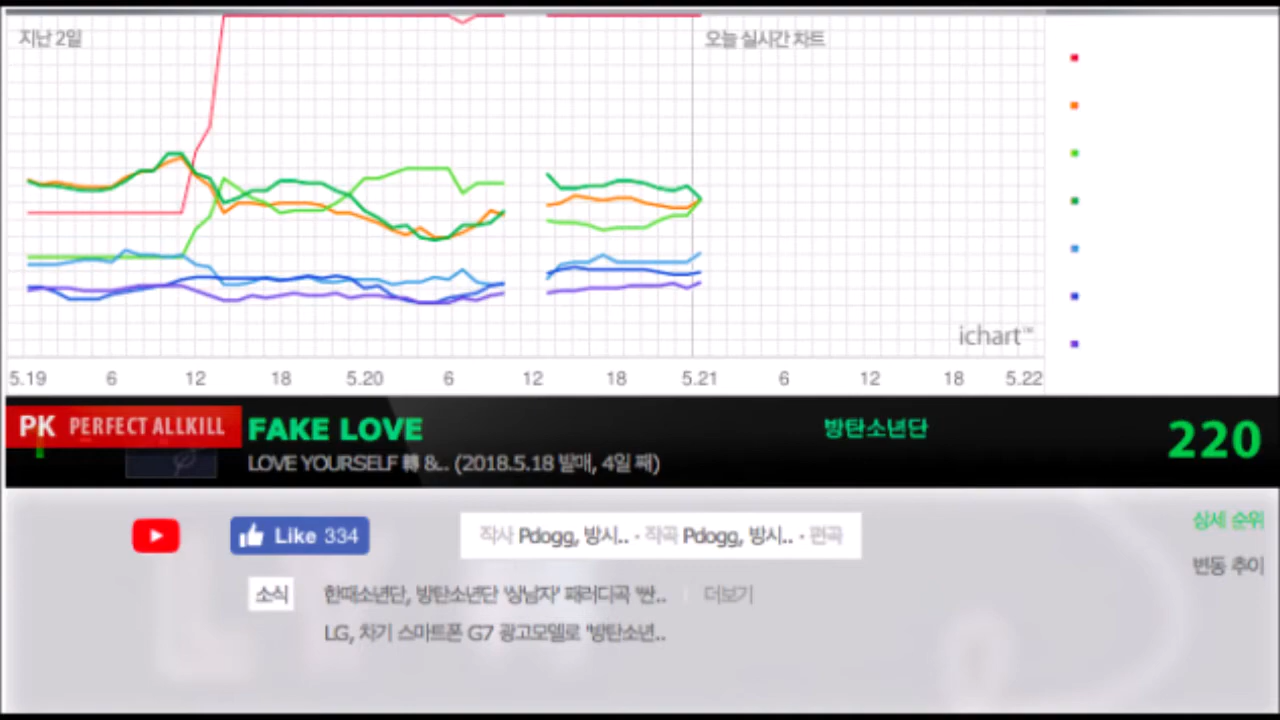 지난 2일 오늘 실시간 차트
ichart™
5.19 6 12 18 5.20 6 12 18 5.21 6 12 18 5.22
PK PERFECT ALLKILL FAKE LOVE 방탄소년단 220
LOVE YOURSELF 轉 &.. (2018.5.18 발매, 4일 째)
Like 334 작사 Pdogg, 방시.. · 작곡 Pdogg, 방시.. · 편곡 상세 순위
변동 추이
소식 한때소년단, 방탄소년단 '상남자' 패러디곡 '싼.. 더보기
LG, 차기 스마트폰 G7 광고모델로 '방탄소년..